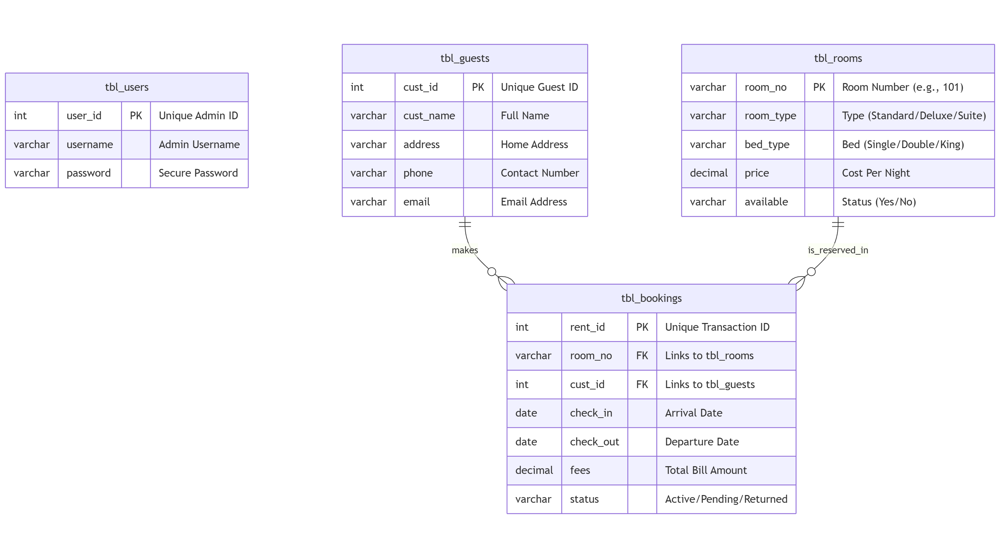 tbl_users
int user_id PK Unique Admin ID
varchar username Admin Username
varchar password Secure Password
tbl_guests
int cust_id PK Unique Guest ID
varchar cust_name Full Name
varchar address Home Address
varchar phone Contact Number
varchar email Email Address
tbl_rooms
varchar room_no PK Room Number (e.g., 101)
varchar room_type Type (Standard/Deluxe/Suite)
varchar bed_type Bed (Single/Double/King)
decimal price Cost Per Night
varchar available Status (Yes/No)
makes
is_reserved_in
tbl_bookings
int rent_id PK Unique Transaction ID
varchar room_no FK Links to tbl_rooms
int cust_id FK Links to tbl_guests
date check_in Arrival Date
date check_out Departure Date
decimal fees Total Bill Amount
varchar status Active/Pending/Returned